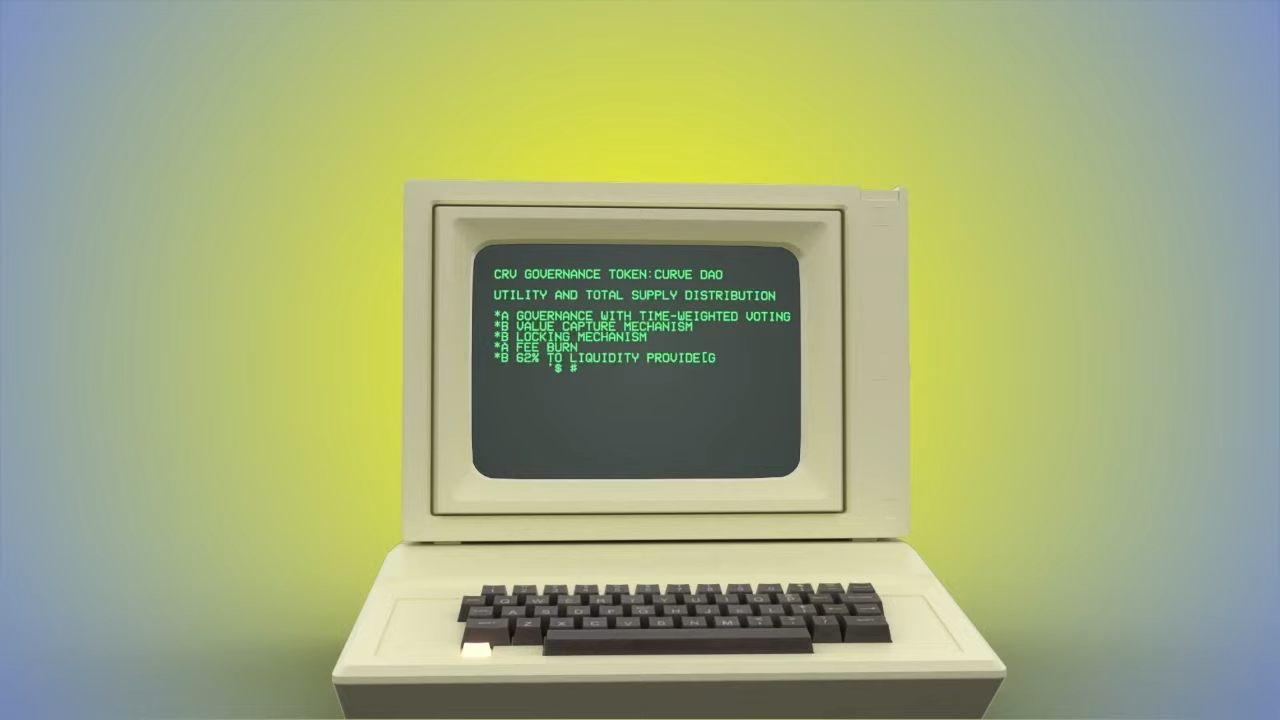 CRV GOVERNANCE TOKEN:CURVE DAO
UTILITY AND TOTAL SUPPLY DISTRIBUTION
*A GOVERNANCE WITH TIME-WEIGHTED VOTING
*B VALUE CAPTURE MECHANISM
*B LOCKING MECHANISM
*A FEE BURN
*B 62% TO LIQUIDITY PROVIDE[G
'$ #
Q W E R T Y U I O P
A S D F G H J K L
Z X C V B N M